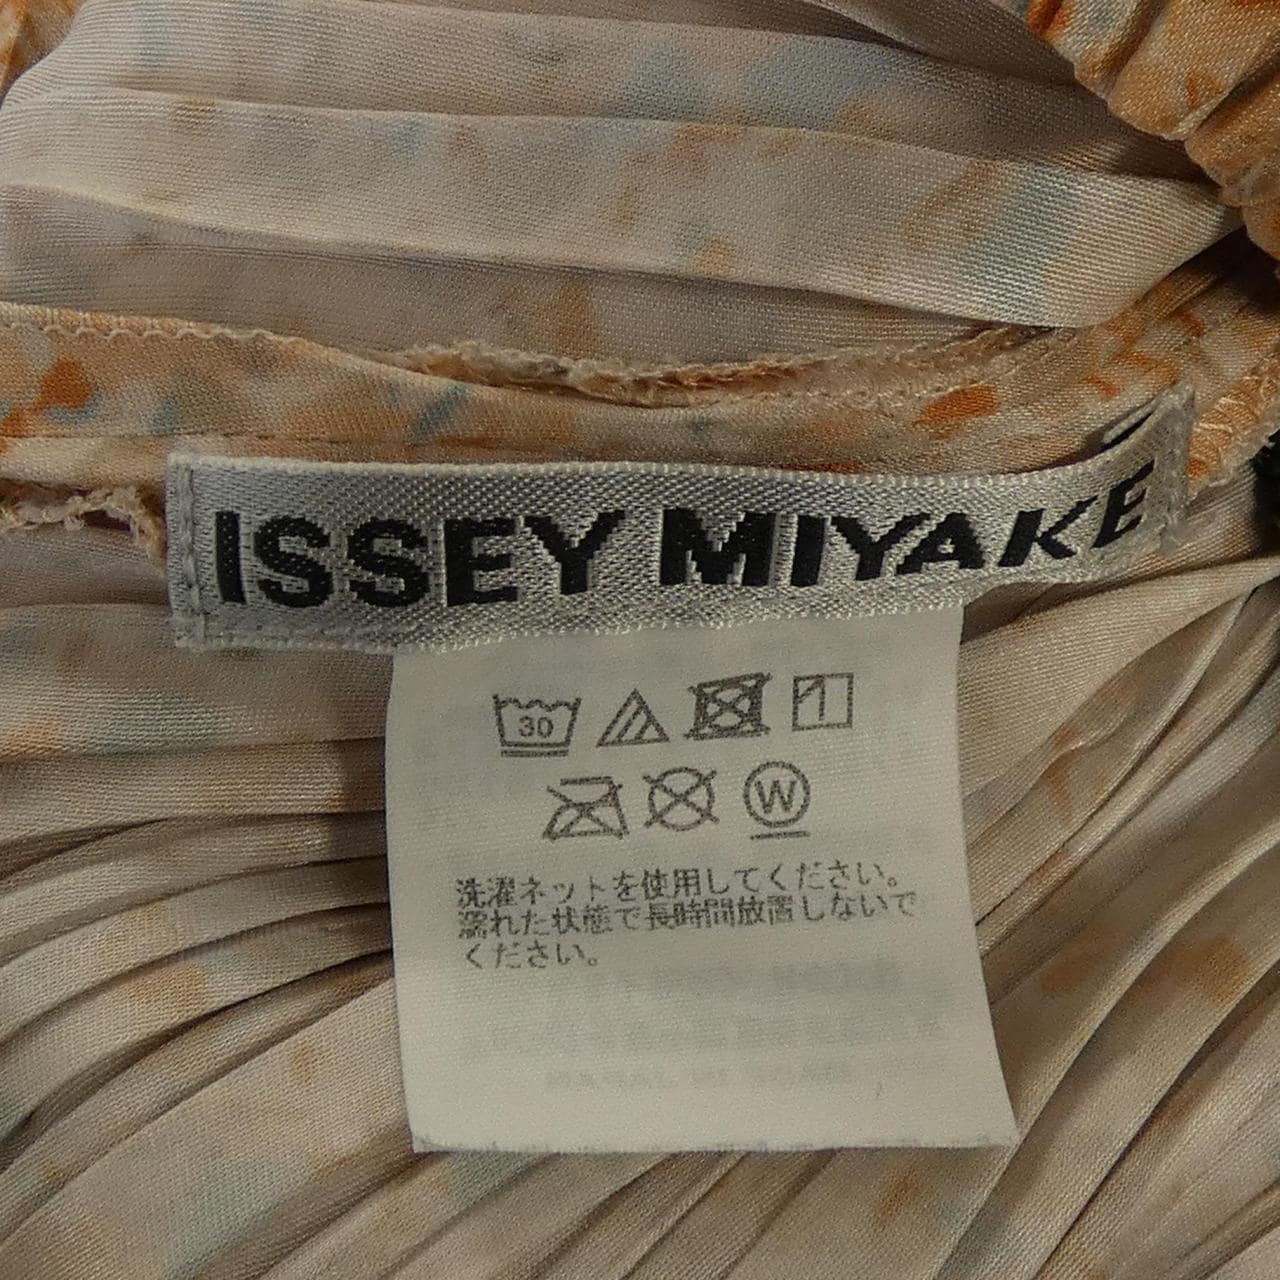 ISSEY MIYAKE
30
W
洗濯ネットを使用してください。
濡れた状態で長時間放置しないで
ください。